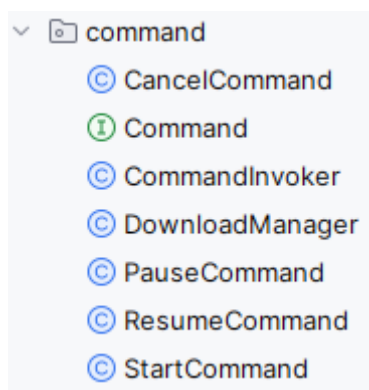 command
C CancelCommand
I Command
C CommandInvoker
C DownloadManager
C PauseCommand
C ResumeCommand
C StartCommand